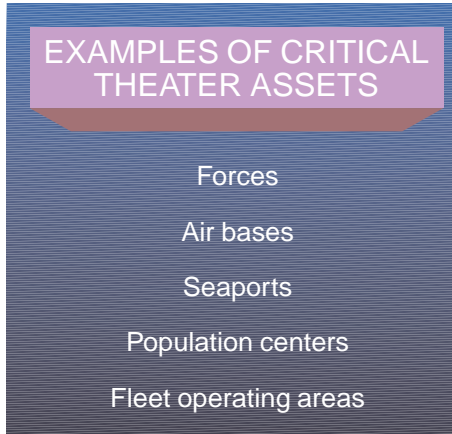 EXAMPLES OF CRITICAL
THEATER ASSETS
Forces
Air bases
Seaports
Population centers
Fleet operating areas